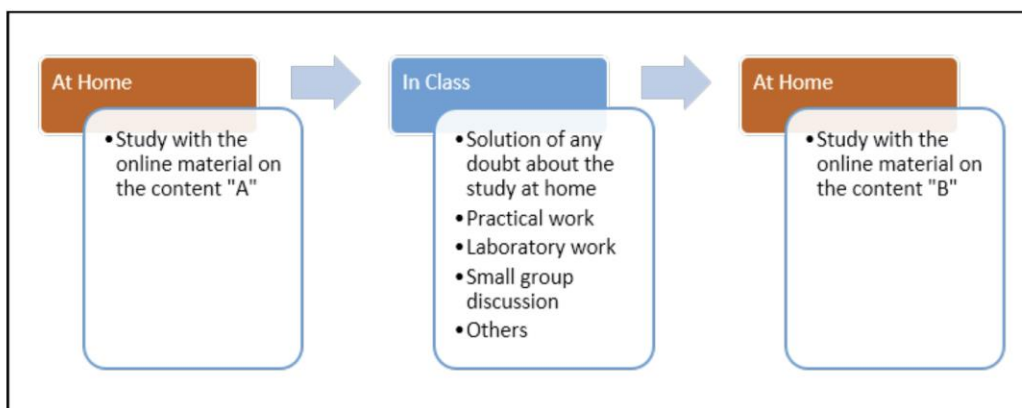 At Home
•Study with the
online material on
the content "A"
In Class
•Solution of any
doubt about the
study at home
•Practical work
•Laboratory work
•Small group
discussion
•Others
At Home
•Study with the
online material on
the content "B"